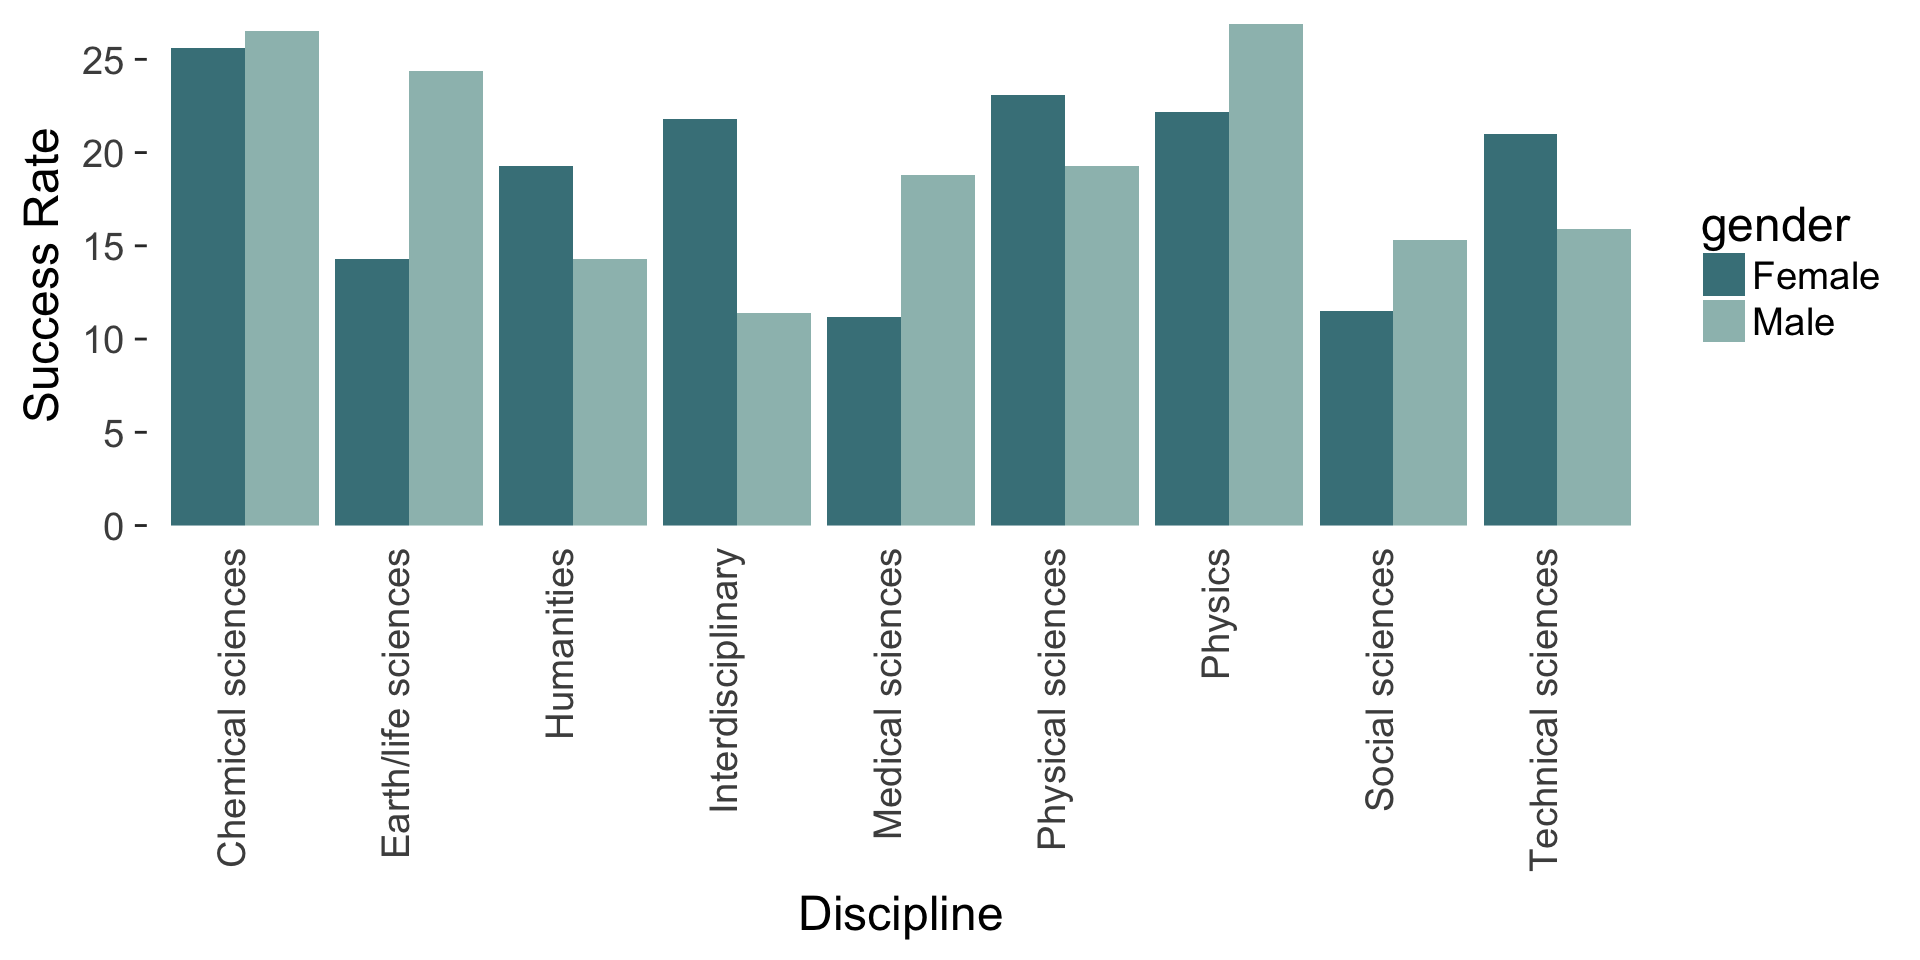 Success Rate
25
20
15
10
5
0
Chemical sciences
Earth/life sciences
Humanities
Interdisciplinary
Medical sciences
Physical sciences
Physics
Social sciences
Technical sciences
Discipline
gender
Female
Male